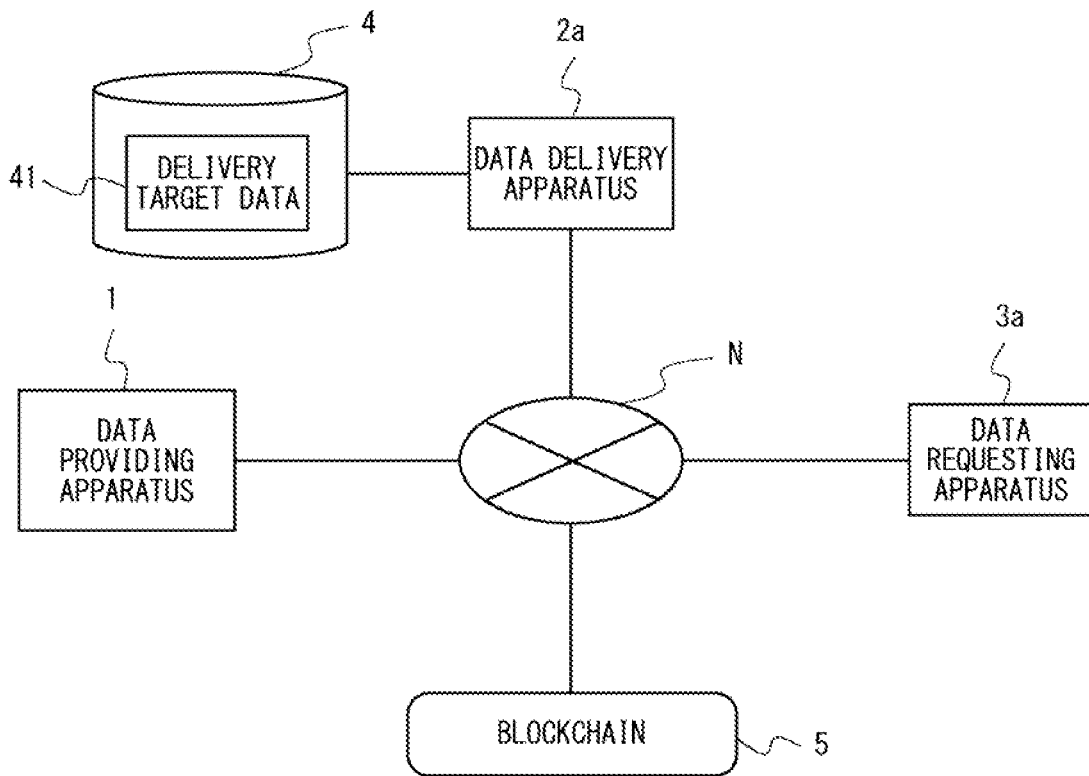 4
2a
41
DELIVERY
TARGET DATA
DATA DELIVERY
APPARATUS
1
N
3a
DATA
PROVIDING
APPARATUS
DATA
REQUESTING
APPARATUS
BLOCKCHAIN
5